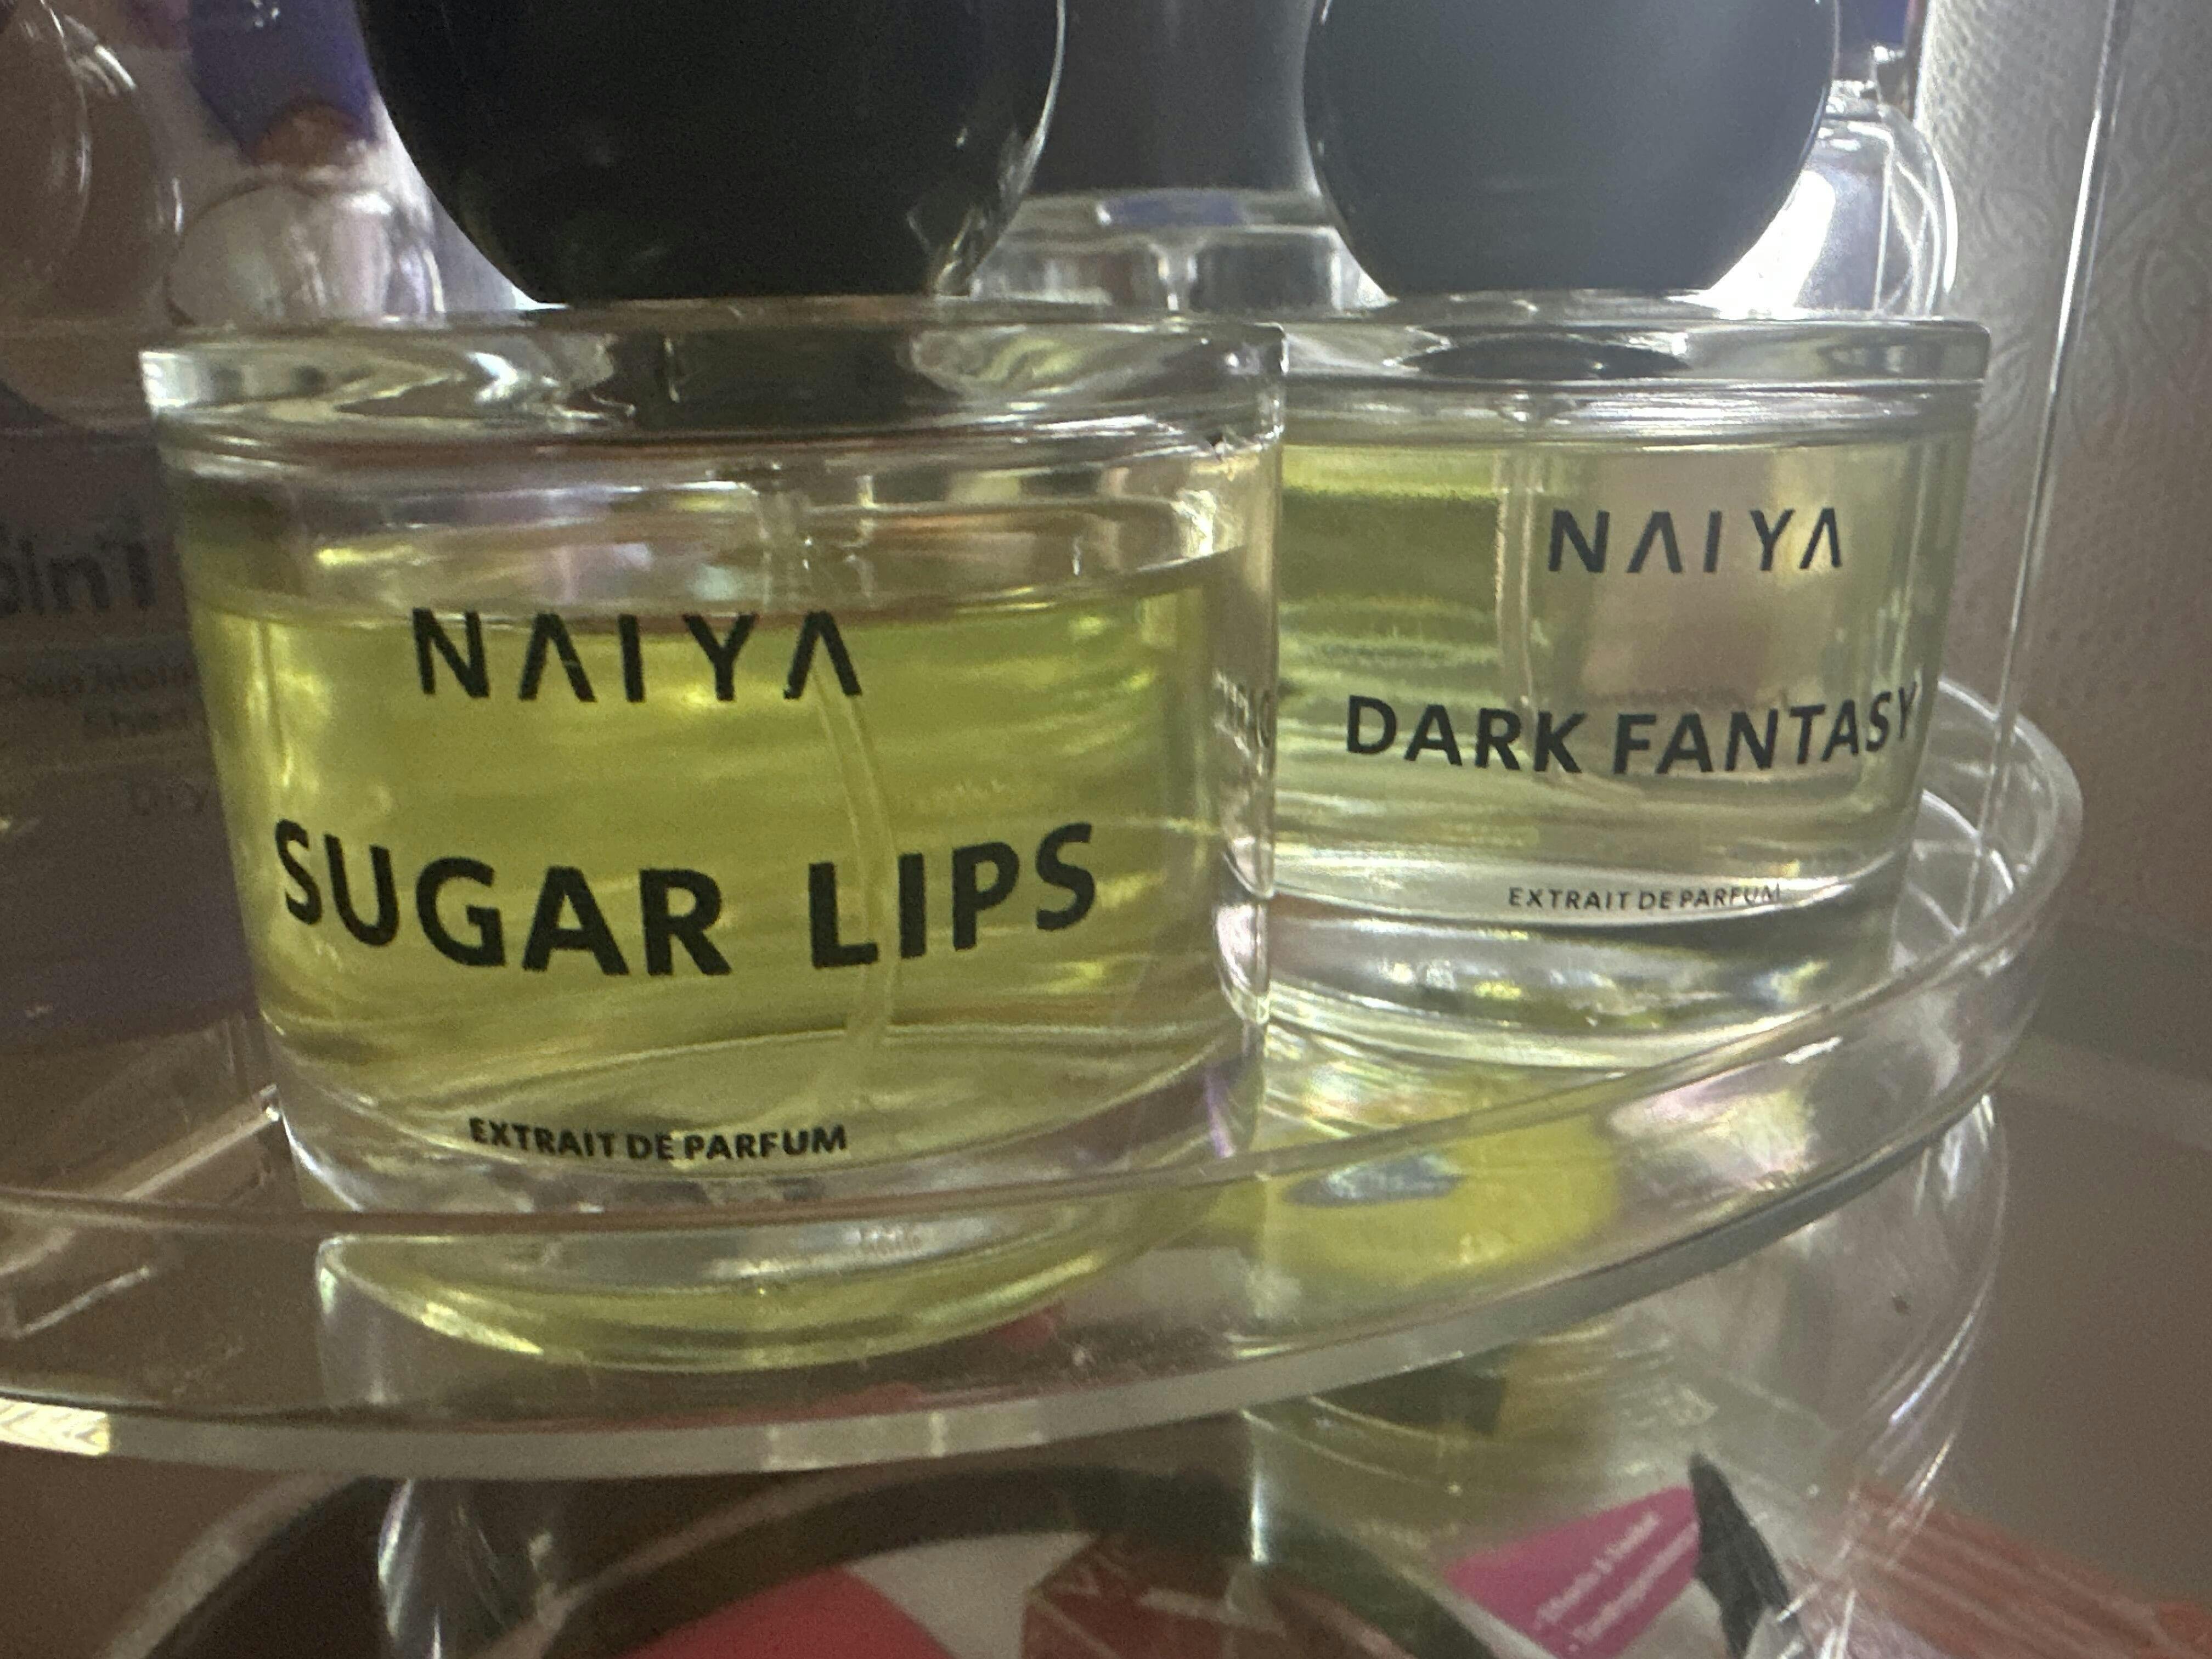 NAIYA
SUGAR LIPS
EXTRAIT DE PARFUM
NAIYA
DARK FANTASY
EXTRAIT DE PARFUM